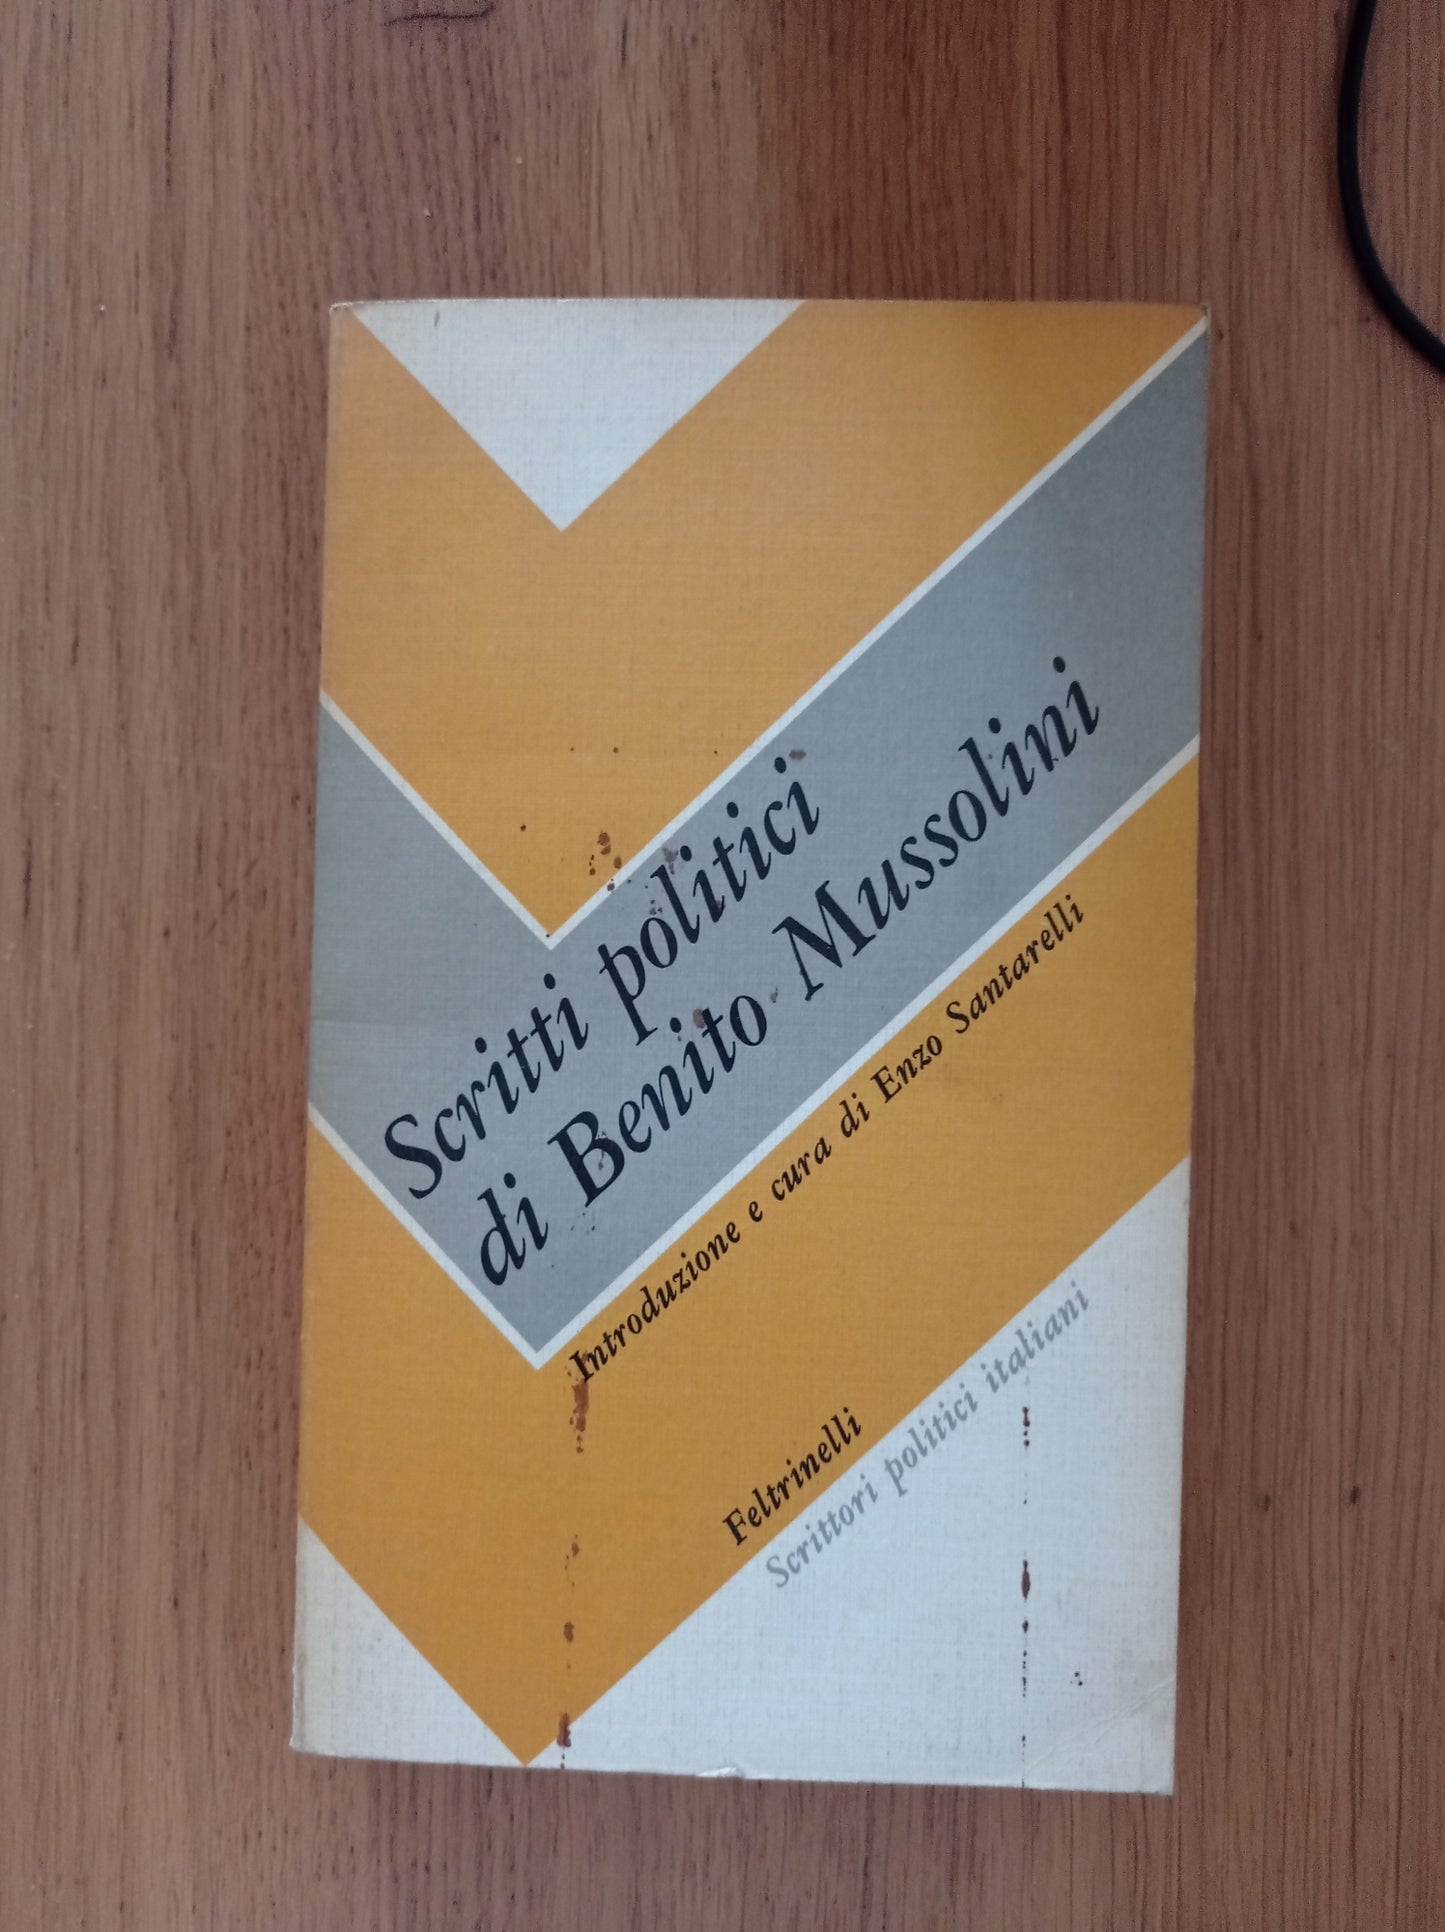 Scritti politici
di Benito Mussolini
Introduzione e cura di Enzo Santarelli
Feltrinelli
Scrittori politici italiani